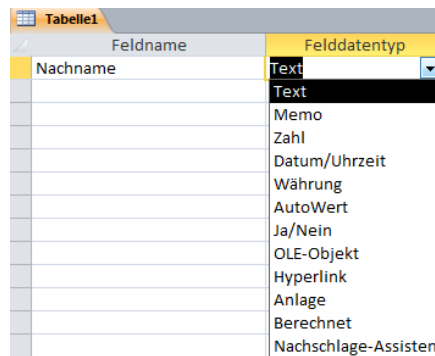 Tabelle1
Feldname Felddatentyp
Nachname Text
Text
Memo
Zahl
Datum/Uhrzeit
Währung
AutoWert
Ja/Nein
OLE-Objekt
Hyperlink
Anlage
Berechnet
Nachschlage-Assisten